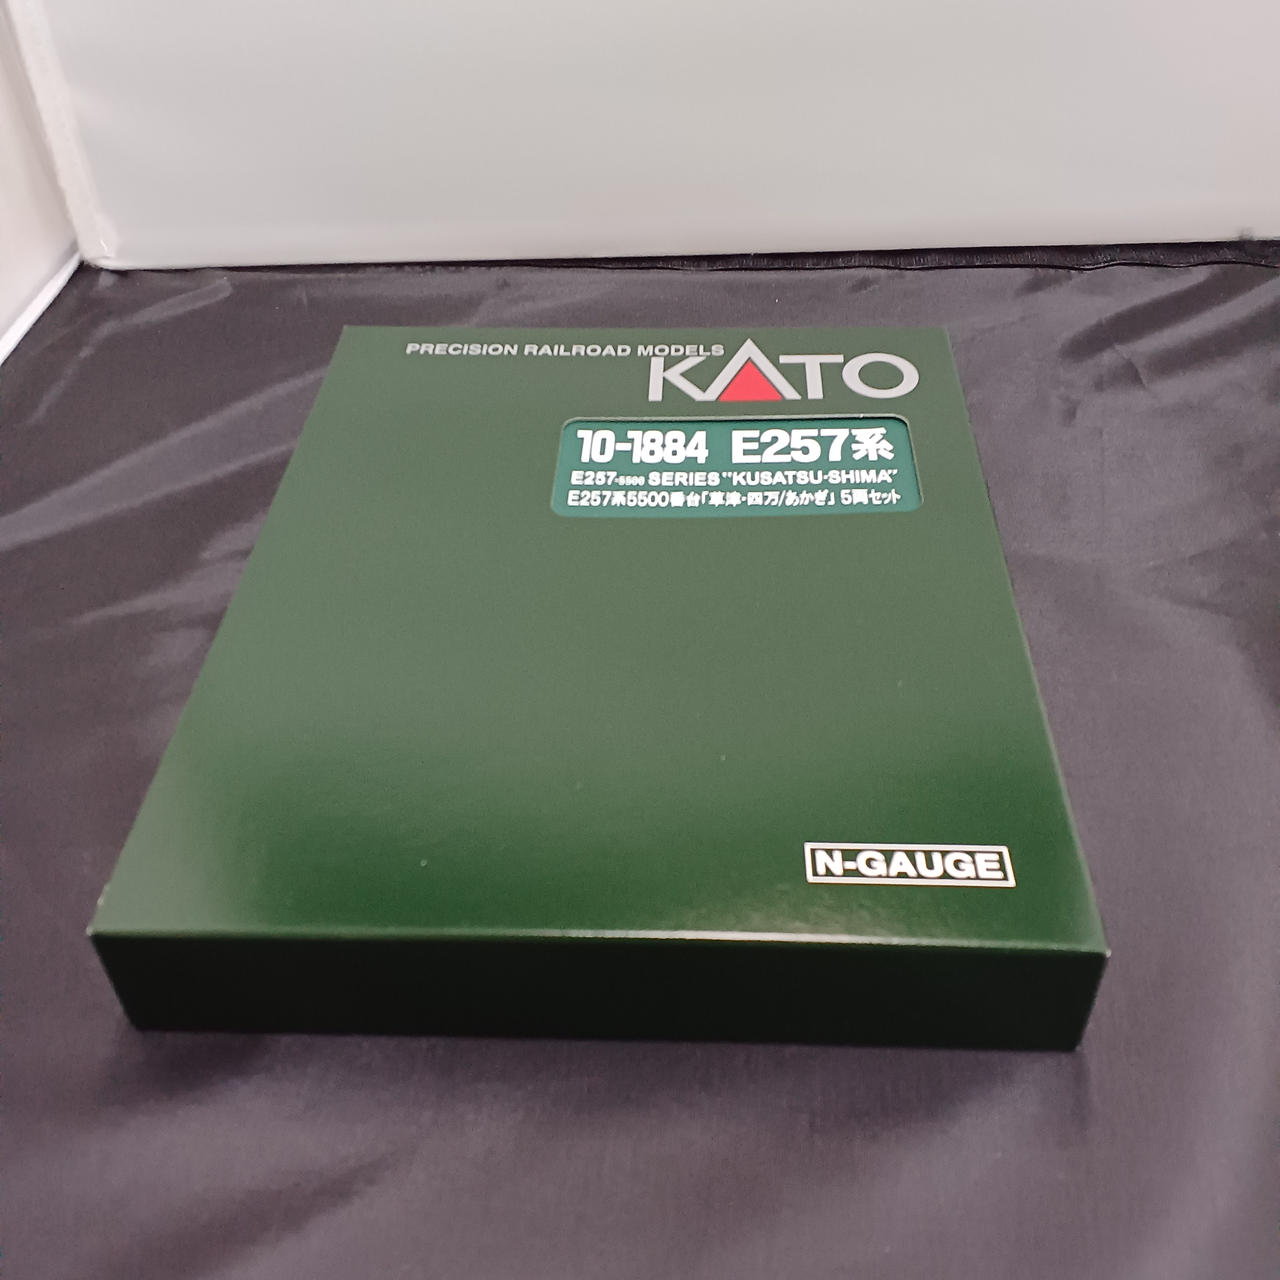 PRECISION RAILROAD MODELS
KATO
10-1884 E257系
E257-5500 SERIES "KUSATSU·SHIMA"
E257系5500番台「草津・四万/あかぎ」 5両セット
N-GAUGE